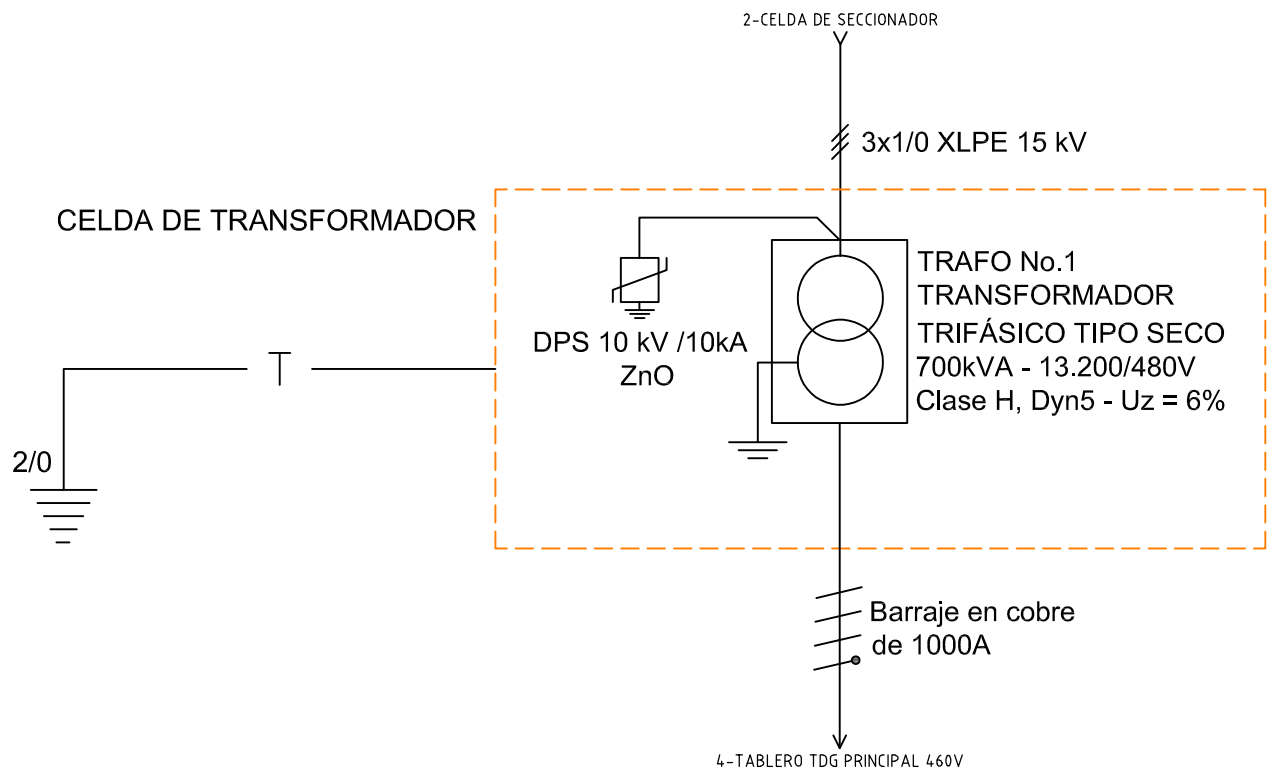 2-CELDA DE SECCIONADOR
3x1/0 XLPE 15 kV
CELDA DE TRANSFORMADOR
TRAFO No.1
TRANSFORMADOR
TRIFÁSICO TIPO SECO
700kVA - 13.200/480V
Clase H, Dyn5 - Uz = 6%
DPS 10 kV /10kA
ZnO
T
2/0
Barraje en cobre
de 1000A
4-TABLERO TDG PRINCIPAL 460V